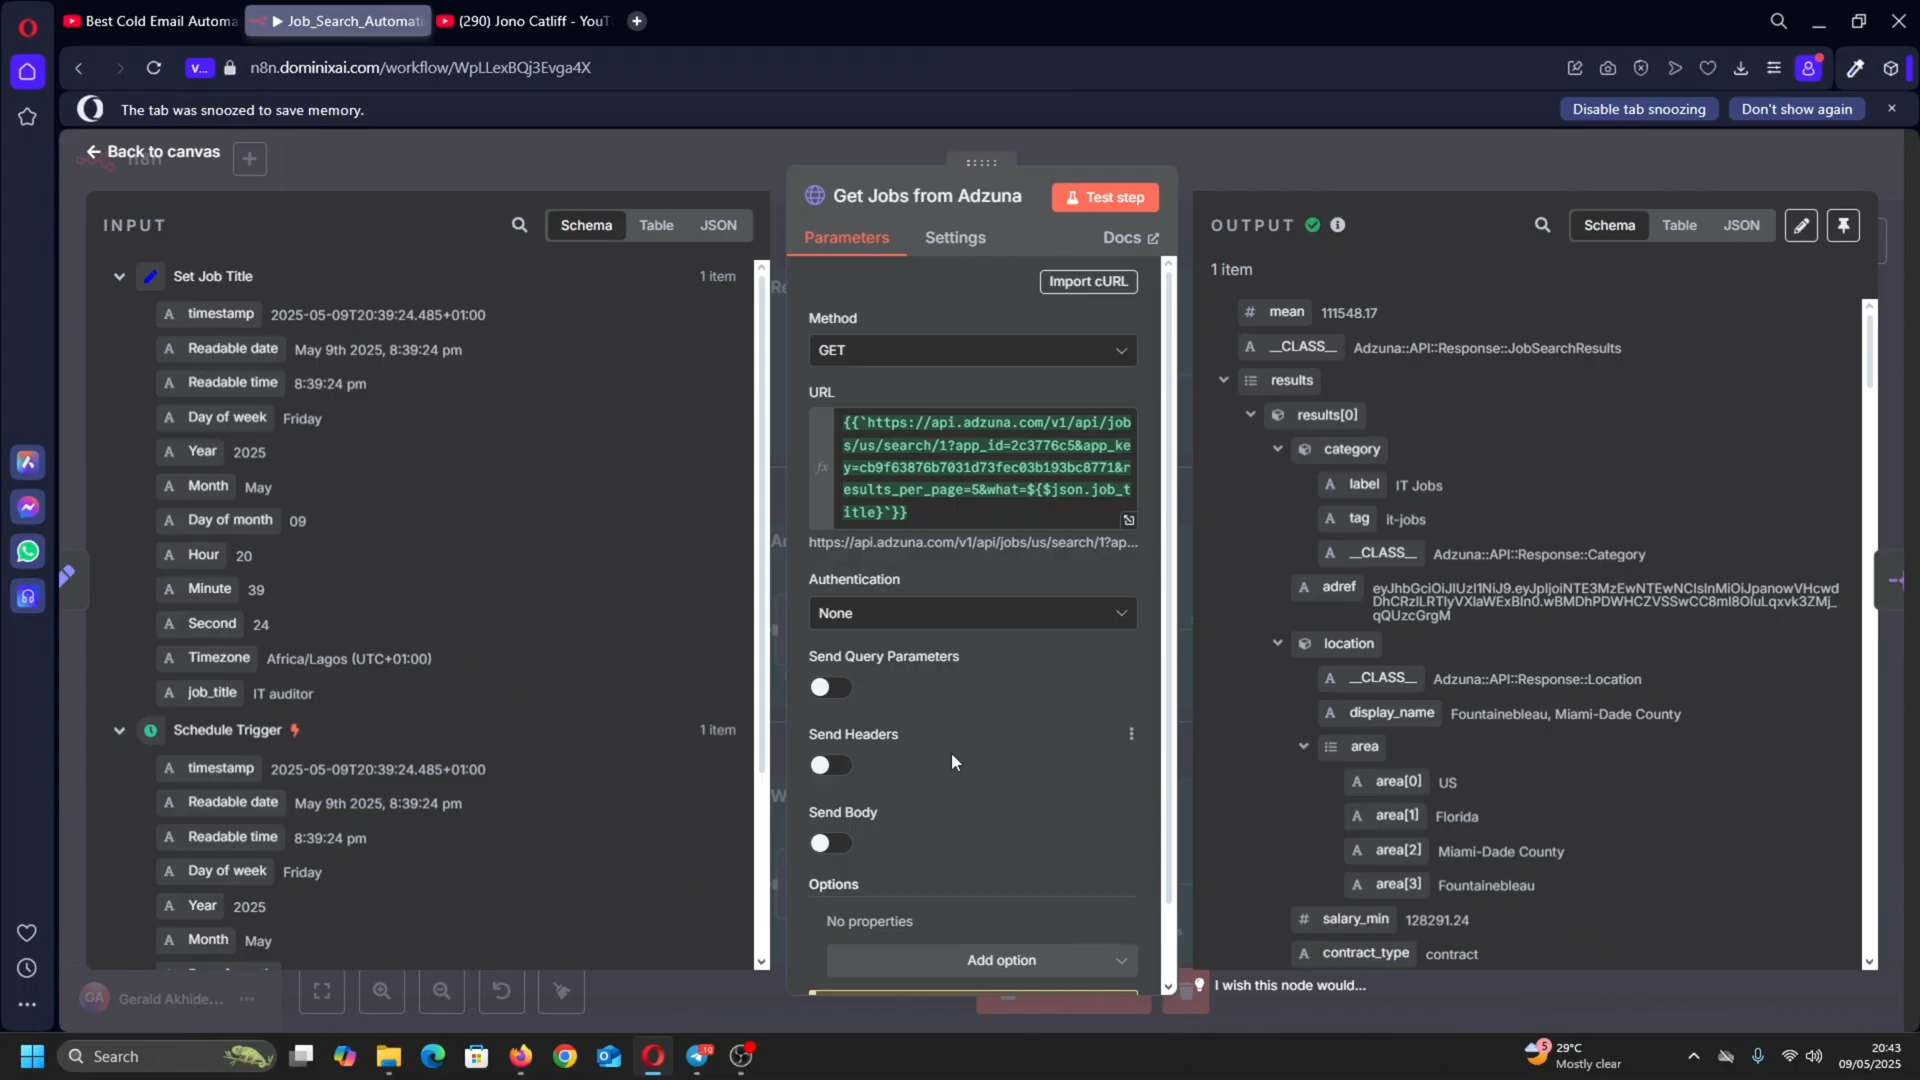 Best Cold Email Automa
Job_Search_Automati
(290) Jono Catliff - YouT
V...
n8n.dominixai.com/workflow/WpLLexBQj3Evga4X
The tab was snoozed to save memory.
Disable tab snoozing
Don't show again
Back to canvas
n8n
INPUT
Schema
Table
JSON
Set Job Title
1 item
A timestamp 2025-05-09T20:39:24.485+01:00
A Readable date May 9th 2025, 8:39:24 pm
A Readable time 8:39:24 pm
A Day of week Friday
A Year 2025
A Month May
A Day of month 09
A Hour 20
A Minute 39
A Second 24
A Timezone Africa/Lagos (UTC+01:00)
A job_title IT auditor
Schedule Trigger
1 item
A timestamp 2025-05-09T20:39:24.485+01:00
A Readable date May 9th 2025, 8:39:24 pm
A Readable time 8:39:24 pm
A Day of week Friday
A Year 2025
A Month May
GA Gerald Akhide... ...
Get Jobs from Adzuna
Test step
Parameters
Settings
Docs
Import cURL
Method
GET
URL
fx
{{`https://api.adzuna.com/v1/api/job
s/us/search/1?app_id=2c3776c5&app_ke
y=cb9f63876b7031d73fec03b193bc8771&r
esults_per_page=5&what=${$json.job_t
itle}`}}
https://api.adzuna.com/v1/api/jobs/us/search/1?ap...
Authentication
None
Send Query Parameters
Send Headers
Send Body
Options
No properties
Add option
OUTPUT
Schema
Table
JSON
1 item
# mean 111548.17
A __CLASS__ Adzuna::API::Response::JobSearchResults
results
results[0]
category
A label IT Jobs
A tag it-jobs
A __CLASS__ Adzuna::API::Response::Category
A adref
location
A __CLASS__ Adzuna::API::Response::Location
A display_name Fountainebleau, Miami-Dade County
area
A area[0] US
A area[1] Florida
A area[2] Miami-Dade County
A area[3] Fountainebleau
# salary_min 128291.24
A contract_type contract
I wish this node would...
Search
10
5
29°C
Mostly clear
20:43
09/05/2025